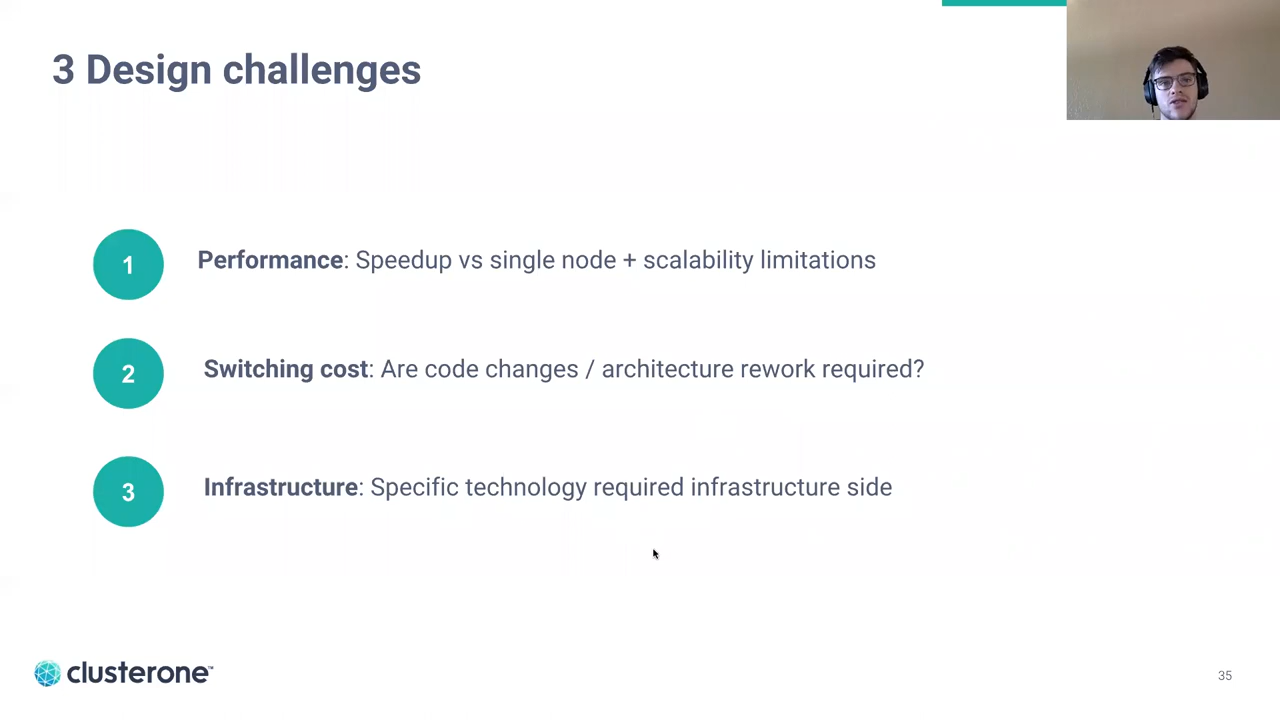 3 Design challenges
1
Performance: Speedup vs single node + scalability limitations
2
Switching cost: Are code changes / architecture rework required?
3
Infrastructure: Specific technology required infrastructure side
clusterone™
35